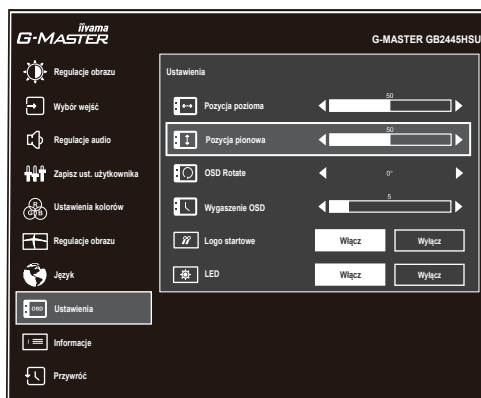 iiyama
G-MASTER
G-MASTER GB2445HSU
Regulacje obrazu
Wybór wejść
Regulacje audio
Zapisz ust. użytkownika
R
G B
Ustawienia kolorów
Regulacje obrazu
Język
OSD
Ustawienia
Informacje
Przywróć
Ustawienia
Pozycja pozioma
50
Pozycja pionowa
50
OSD Rotate
0°
Wygaszenie OSD
5
Logo startowe
Włącz
Wyłącz
LED
Włącz
Wyłącz